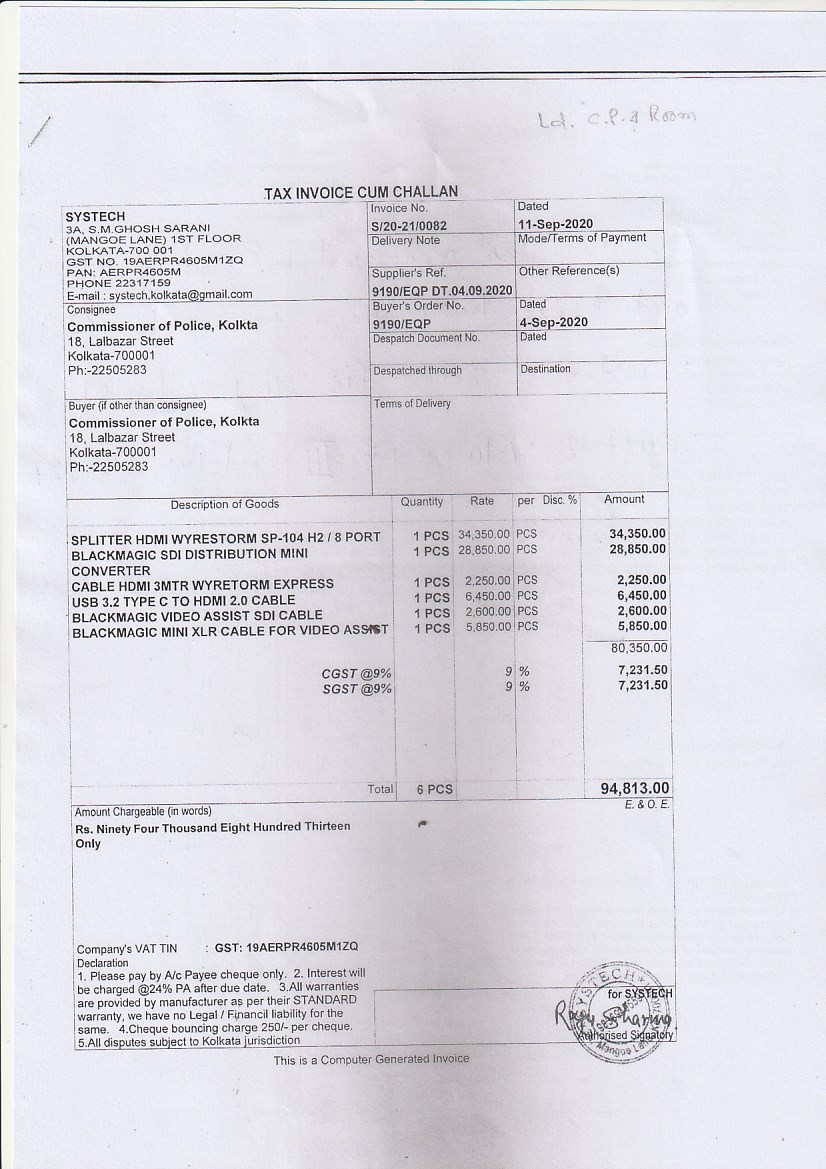 Ld. C.P.'s Room
TAX INVOICE CUM CHALLAN
SYSTECH
3A, S.M.GHOSH SARANI
(MANGOE LANE) 1ST FLOOR
KOLKATA-700 001
GST NO. 19AERPR4605M1ZQ
PAN: AERPR4605M
PHONE 22317159
E-mail : systech.kolkata@gmail.com
Invoice No.
S/20-21/0082
Dated
11-Sep-2020
Delivery Note
Mode/Terms of Payment
Supplier's Ref.
9190/EQP DT.04.09.2020
Other Reference(s)
Consignee
Commissioner of Police, Kolkta
18, Lalbazar Street
Kolkata-700001
Ph:-22505283
Buyer's Order No.
9190/EQP
Dated
4-Sep-2020
Despatch Document No.
Dated
Despatched through
Destination
Buyer (if other than consignee)
Commissioner of Police, Kolkta
18, Lalbazar Street
Kolkata-700001
Ph:-22505283
Terms of Delivery
Description of Goods Quantity Rate per Disc. % Amount
SPLITTER HDMI WYRESTORM SP-104 H2 / 8 PORT 1 PCS 34,350.00 PCS 34,350.00
BLACKMAGIC SDI DISTRIBUTION MINI 1 PCS 28,850.00 PCS 28,850.00
CONVERTER
CABLE HDMI 3MTR WYRETORM EXPRESS 1 PCS 2,250.00 PCS 2,250.00
USB 3.2 TYPE C TO HDMI 2.0 CABLE 1 PCS 6,450.00 PCS 6,450.00
BLACKMAGIC VIDEO ASSIST SDI CABLE 1 PCS 2,600.00 PCS 2,600.00
BLACKMAGIC MINI XLR CABLE FOR VIDEO ASSIST 1 PCS 5,850.00 PCS 5,850.00
80,350.00
CGST @9% 9 % 7,231.50
SGST @9% 9 % 7,231.50
Total 6 PCS 94,813.00
E. & O. E.
Amount Chargeable (in words)
Rs. Ninety Four Thousand Eight Hundred Thirteen
Only
Company's VAT TIN : GST: 19AERPR4605M1ZQ
Declaration
1. Please pay by A/c Payee cheque only. 2. Interest will
be charged @24% PA after due date. 3.All warranties
are provided by manufacturer as per their STANDARD
warranty, we have no Legal / Financil liability for the
same. 4.Cheque bouncing charge 250/- per cheque.
5.All disputes subject to Kolkata jurisdiction
for SYSTECH
SYSTECH
Mangoe
Authorised Signatory
This is a Computer Generated Invoice